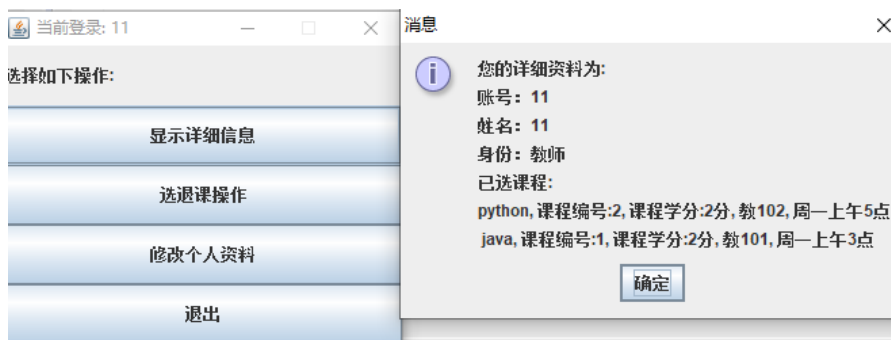 当前登录: 11
选择如下操作:
显示详细信息
选退课操作
修改个人资料
退出
消息
您的详细资料为:
账号：11
姓名：11
身份：教师
已选课程:
python, 课程编号:2, 课程学分:2分, 教102, 周一上午5点
java, 课程编号:1, 课程学分:2分, 教101, 周一上午3点
确定